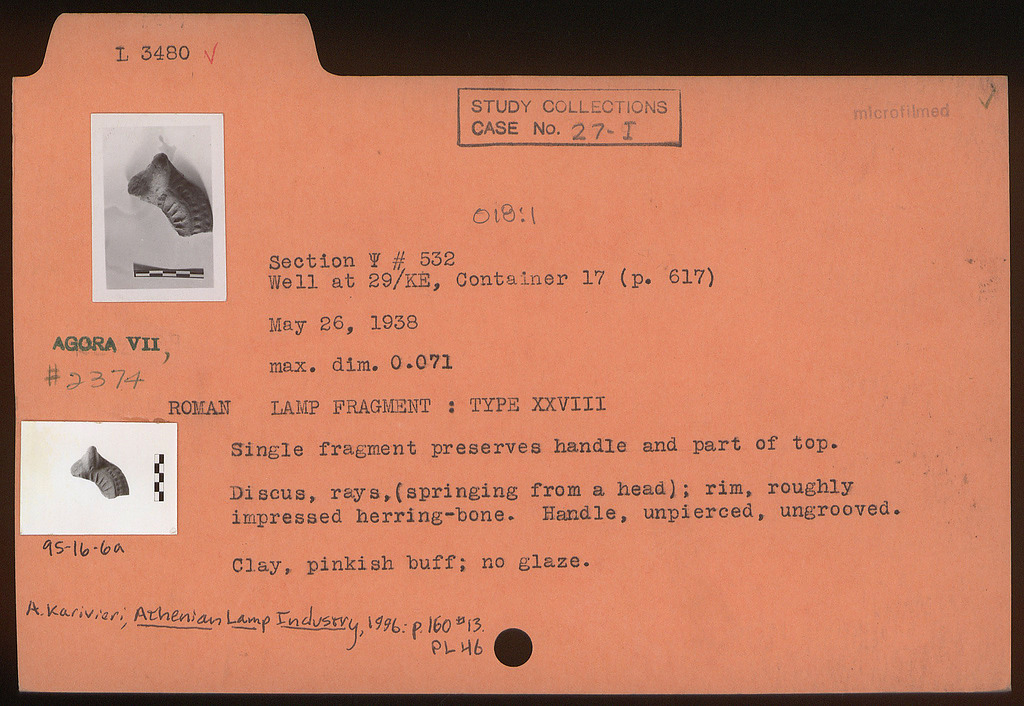 L 3480 ✓
STUDY COLLECTIONS
CASE No. 27-I
microfilmed
O18:1
Section Ψ # 532
Well at 29/ΚΕ, Container 17 (p. 617)
May 26, 1938
AGORA VII,
#2374
max. dim. 0.071
ROMAN LAMP FRAGMENT : TYPE XXVIII
Single fragment preserves handle and part of top.
Discus, rays,(springing from a head); rim, roughly
impressed herring-bone. Handle, unpierced, ungrooved.
95-16-6a
Clay, pinkish buff; no glaze.
A. Karivieri, Athenian Lamp Industry, 1996: p. 160 #13.
PL 46